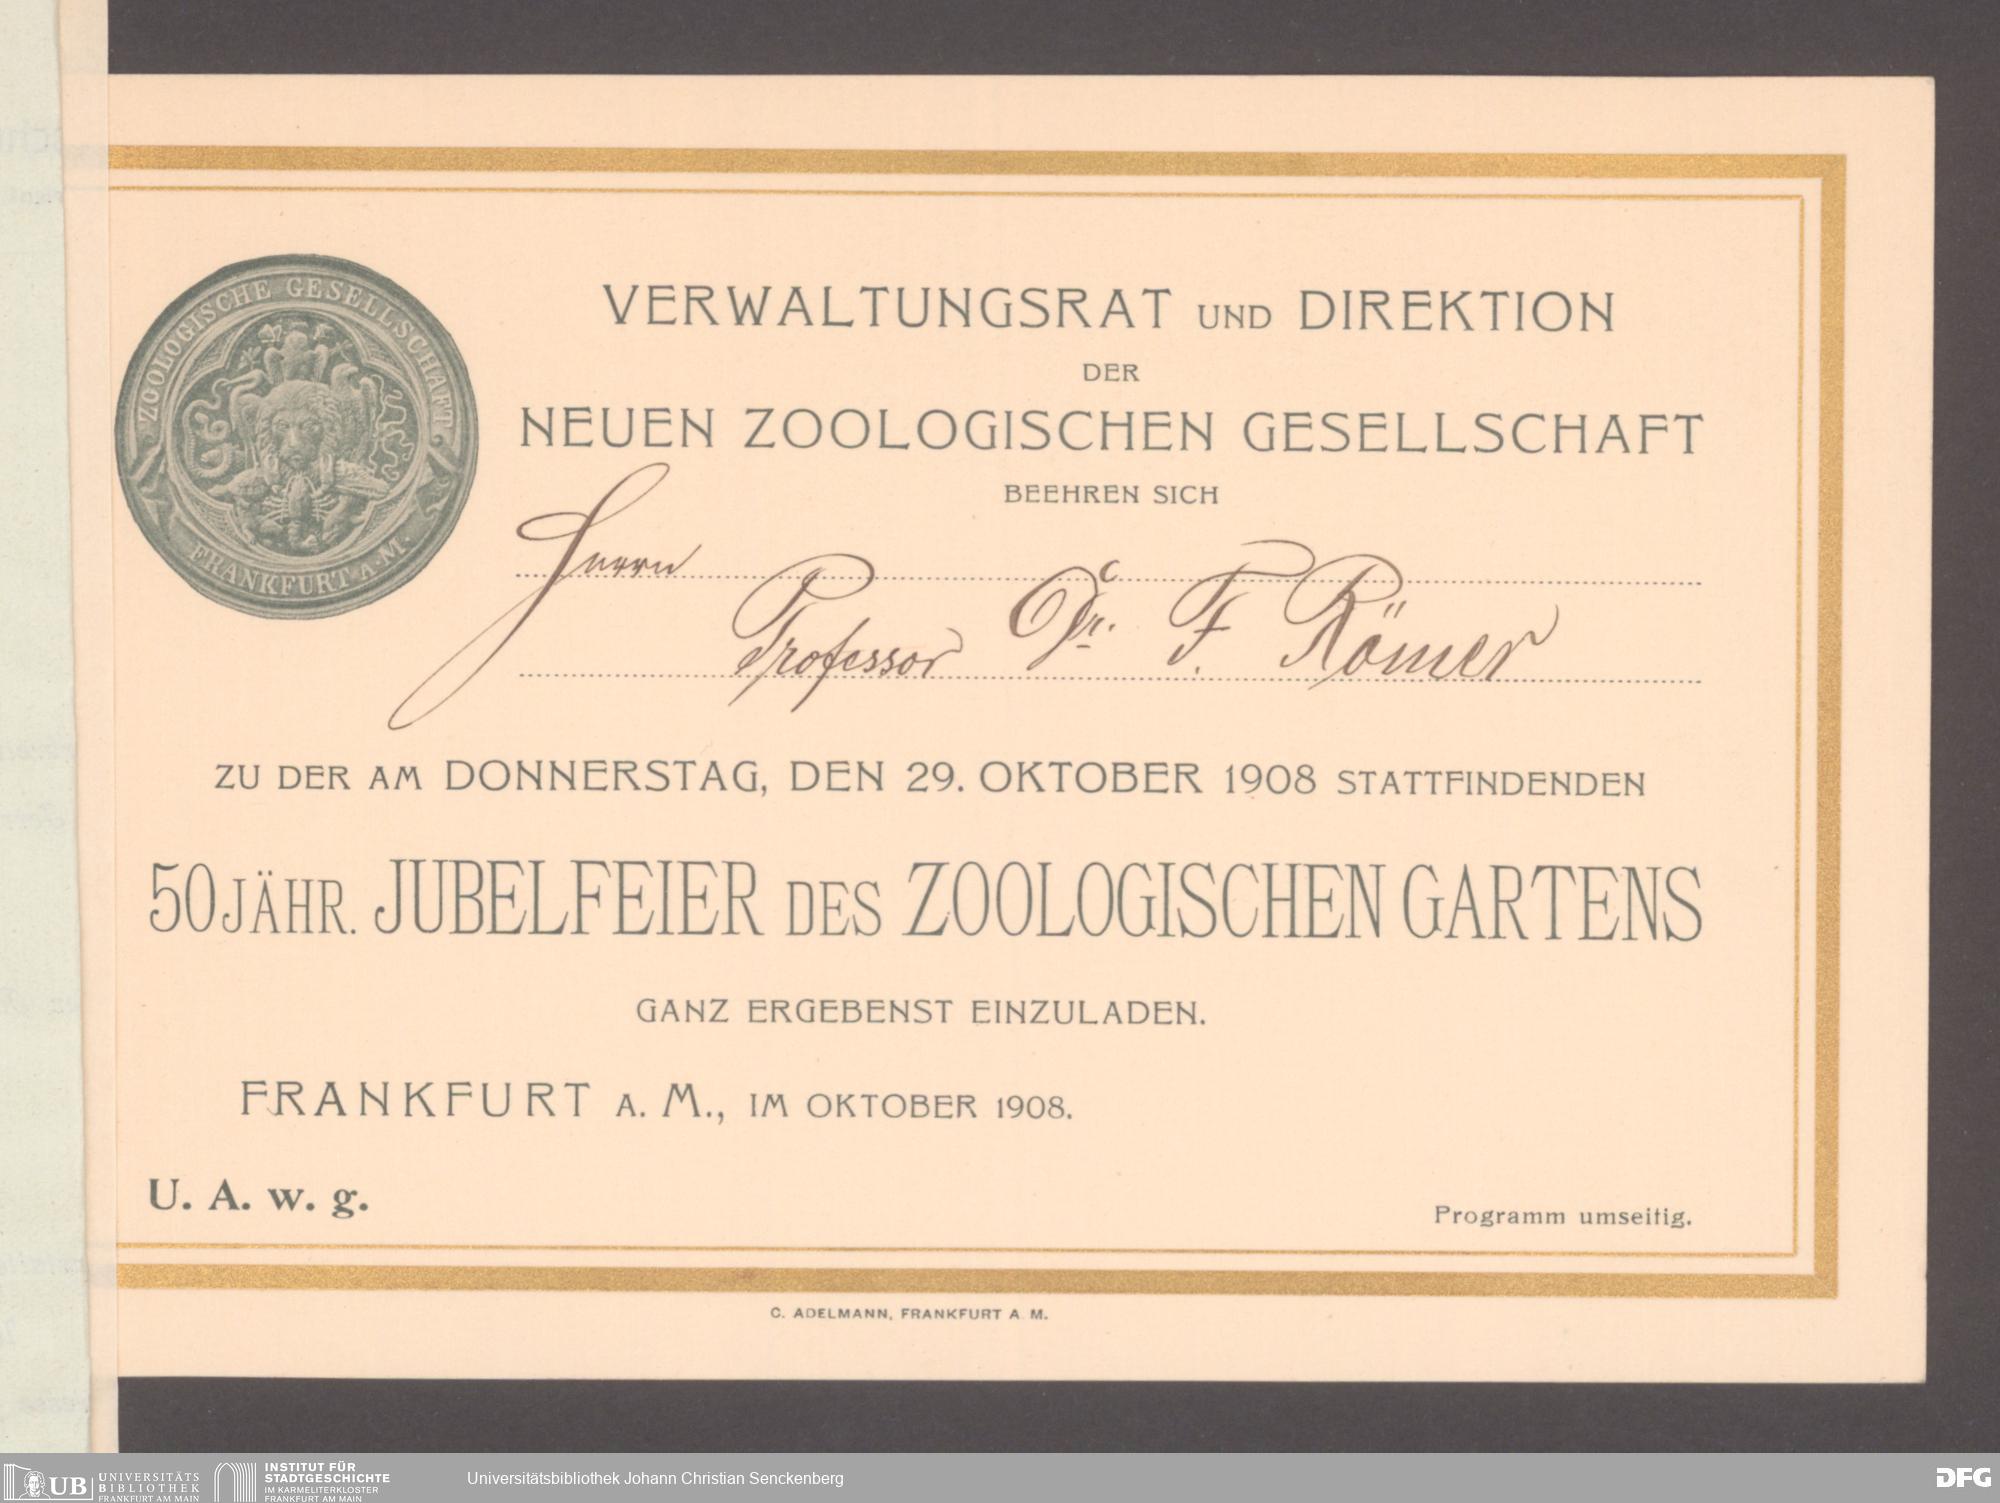 ZOOLOGISCHE GESELLSCHAFT
FRANKFURT A. M.
VERWALTUNGSRAT UND DIREKTION
DER
NEUEN ZOOLOGISCHEN GESELLSCHAFT
BEEHREN SICH
Herrn
Professor Dr. F. Römer
ZU DER AM DONNERSTAG, DEN 29. OKTOBER 1908 STATTFINDENDEN
50 JÄHR. JUBELFEIER DES ZOOLOGISCHEN GARTENS
GANZ ERGEBENST EINZULADEN.
FRANKFURT A. M., IM OKTOBER 1908.
U. A. w. g.
Programm umseitig.
C. ADELMANN, FRANKFURT A. M.
UB UNIVERSITÄTS
BIBLIOTHEK
FRANKFURT AM MAIN
INSTITUT FÜR
STADTGESCHICHTE
IM KARMELITERKLOSTER
FRANKFURT AM MAIN
Universitätsbibliothek Johann Christian Senckenberg
DFG